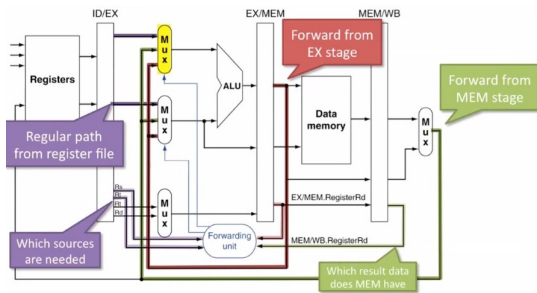 ID/EX
EX/MEM
MEM/WB
Forward from
EX stage
Forward from
MEM stage
Registers
Mux
ALU
Mux
Data
memory
Mux
Regular path
from register file
Rs
Rt
Rt
Rd
Mux
EX/MEM.RegisterRd
Which sources
are needed
Forwarding
unit
MEM/WB.RegisterRd
Which result data
does MEM have